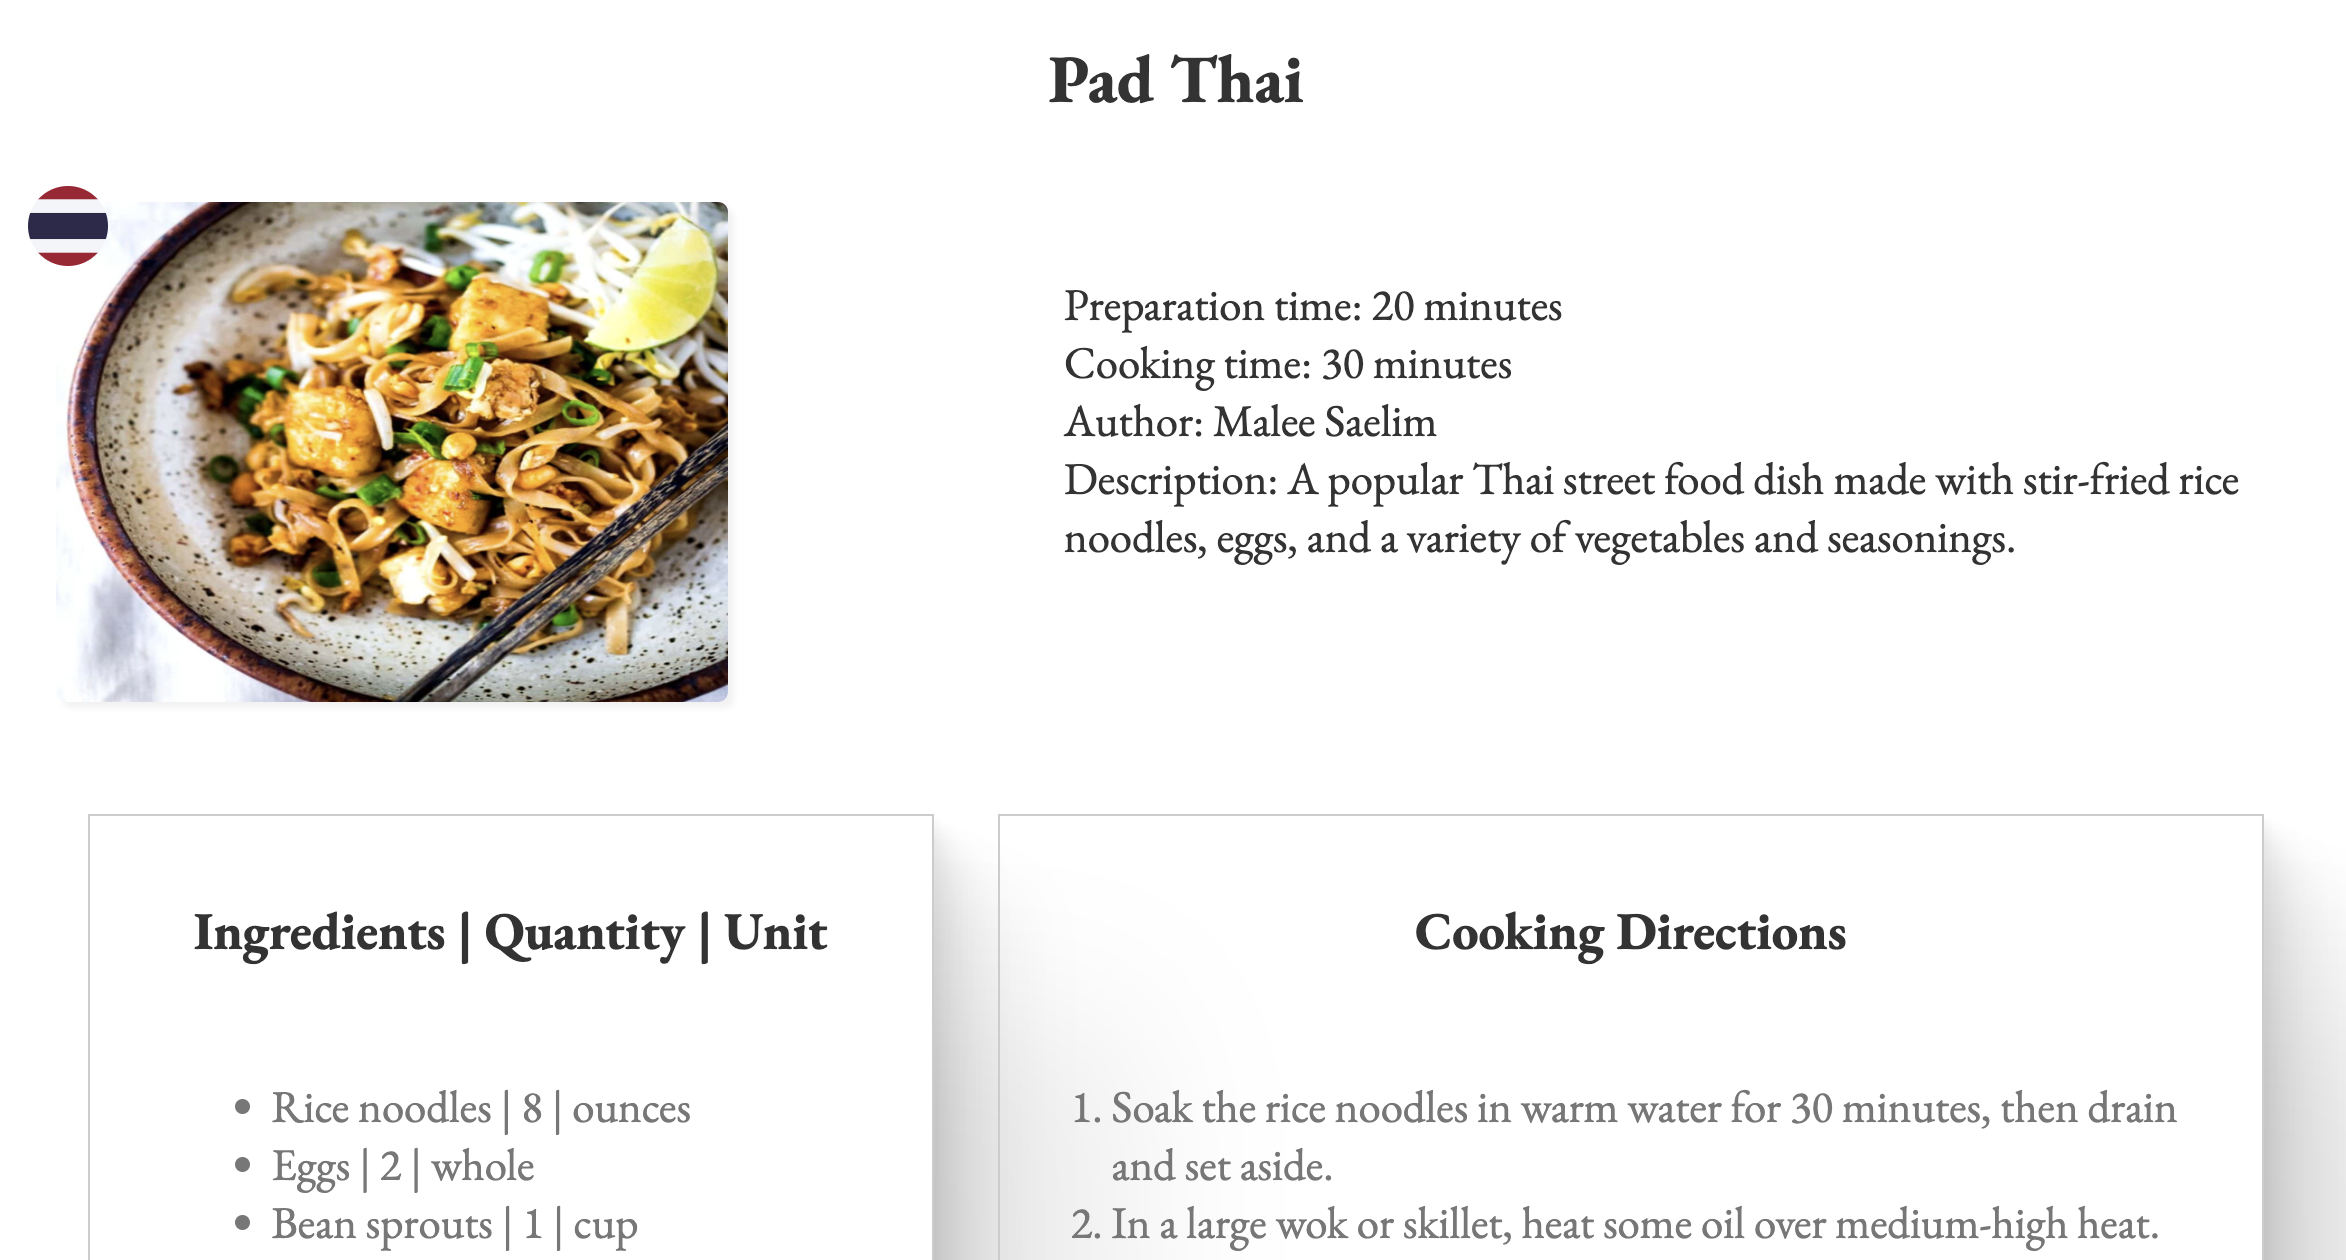 Pad Thai
Preparation time: 20 minutes
Cooking time: 30 minutes
Author: Malee Saelim
Description: A popular Thai street food dish made with stir-fried rice
noodles, eggs, and a variety of vegetables and seasonings.
Ingredients | Quantity | Unit
• Rice noodles | 8 | ounces
• Eggs | 2 | whole
• Bean sprouts | 1 | cup
Cooking Directions
1. Soak the rice noodles in warm water for 30 minutes, then drain
and set aside.
2. In a large wok or skillet, heat some oil over medium-high heat.